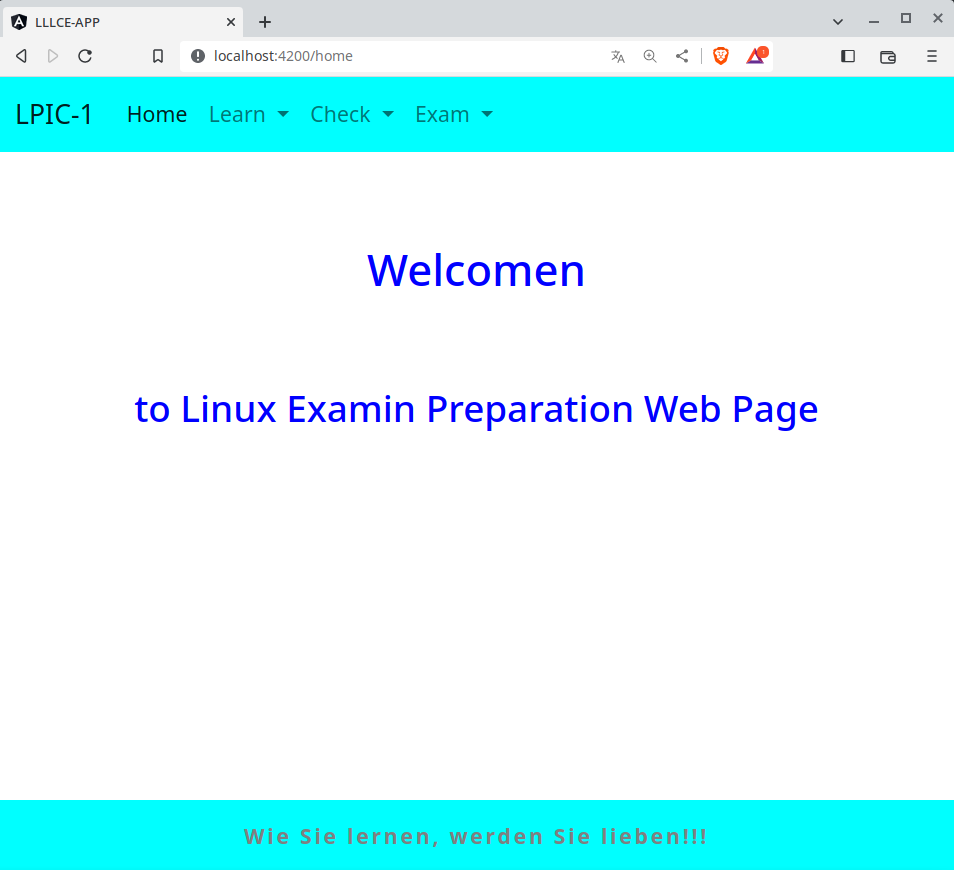 LLLCE-APP
localhost:4200/home
LPIC-1 Home Learn Check Exam
Welcomen
to Linux Examin Preparation Web Page
Wie Sie lernen, werden Sie lieben!!!